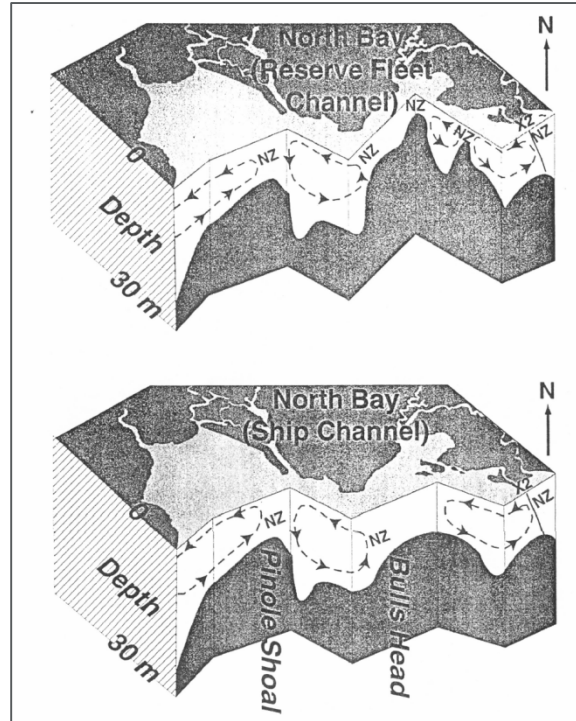 North Bay
(Reserve Fleet
Channel)
N
NZ
X2
NZ
NZ
NZ
NZ
0
Depth
30 m
North Bay
(Ship Channel)
N
X2
NZ
NZ
NZ
0
Depth
30 m
Pinole Shoal
Bulls Head